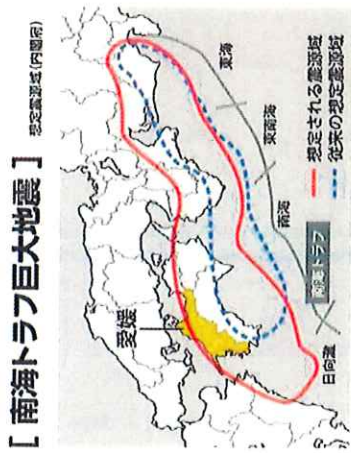 [ 南海トラフ巨大地震 ]
想定震源域(内閣府)
愛媛
東海
東南海
南海
南海トラフ
日向灘
想定される震源域
従来の想定震源域